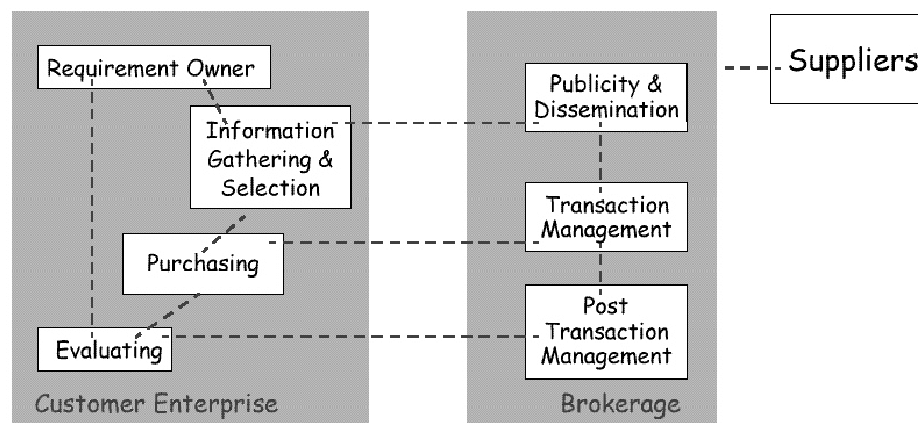 Requirement Owner
Information
Gathering &
Selection
Purchasing
Evaluating
Customer Enterprise
Publicity &
Dissemination
Transaction
Management
Post
Transaction
Management
Brokerage
Suppliers